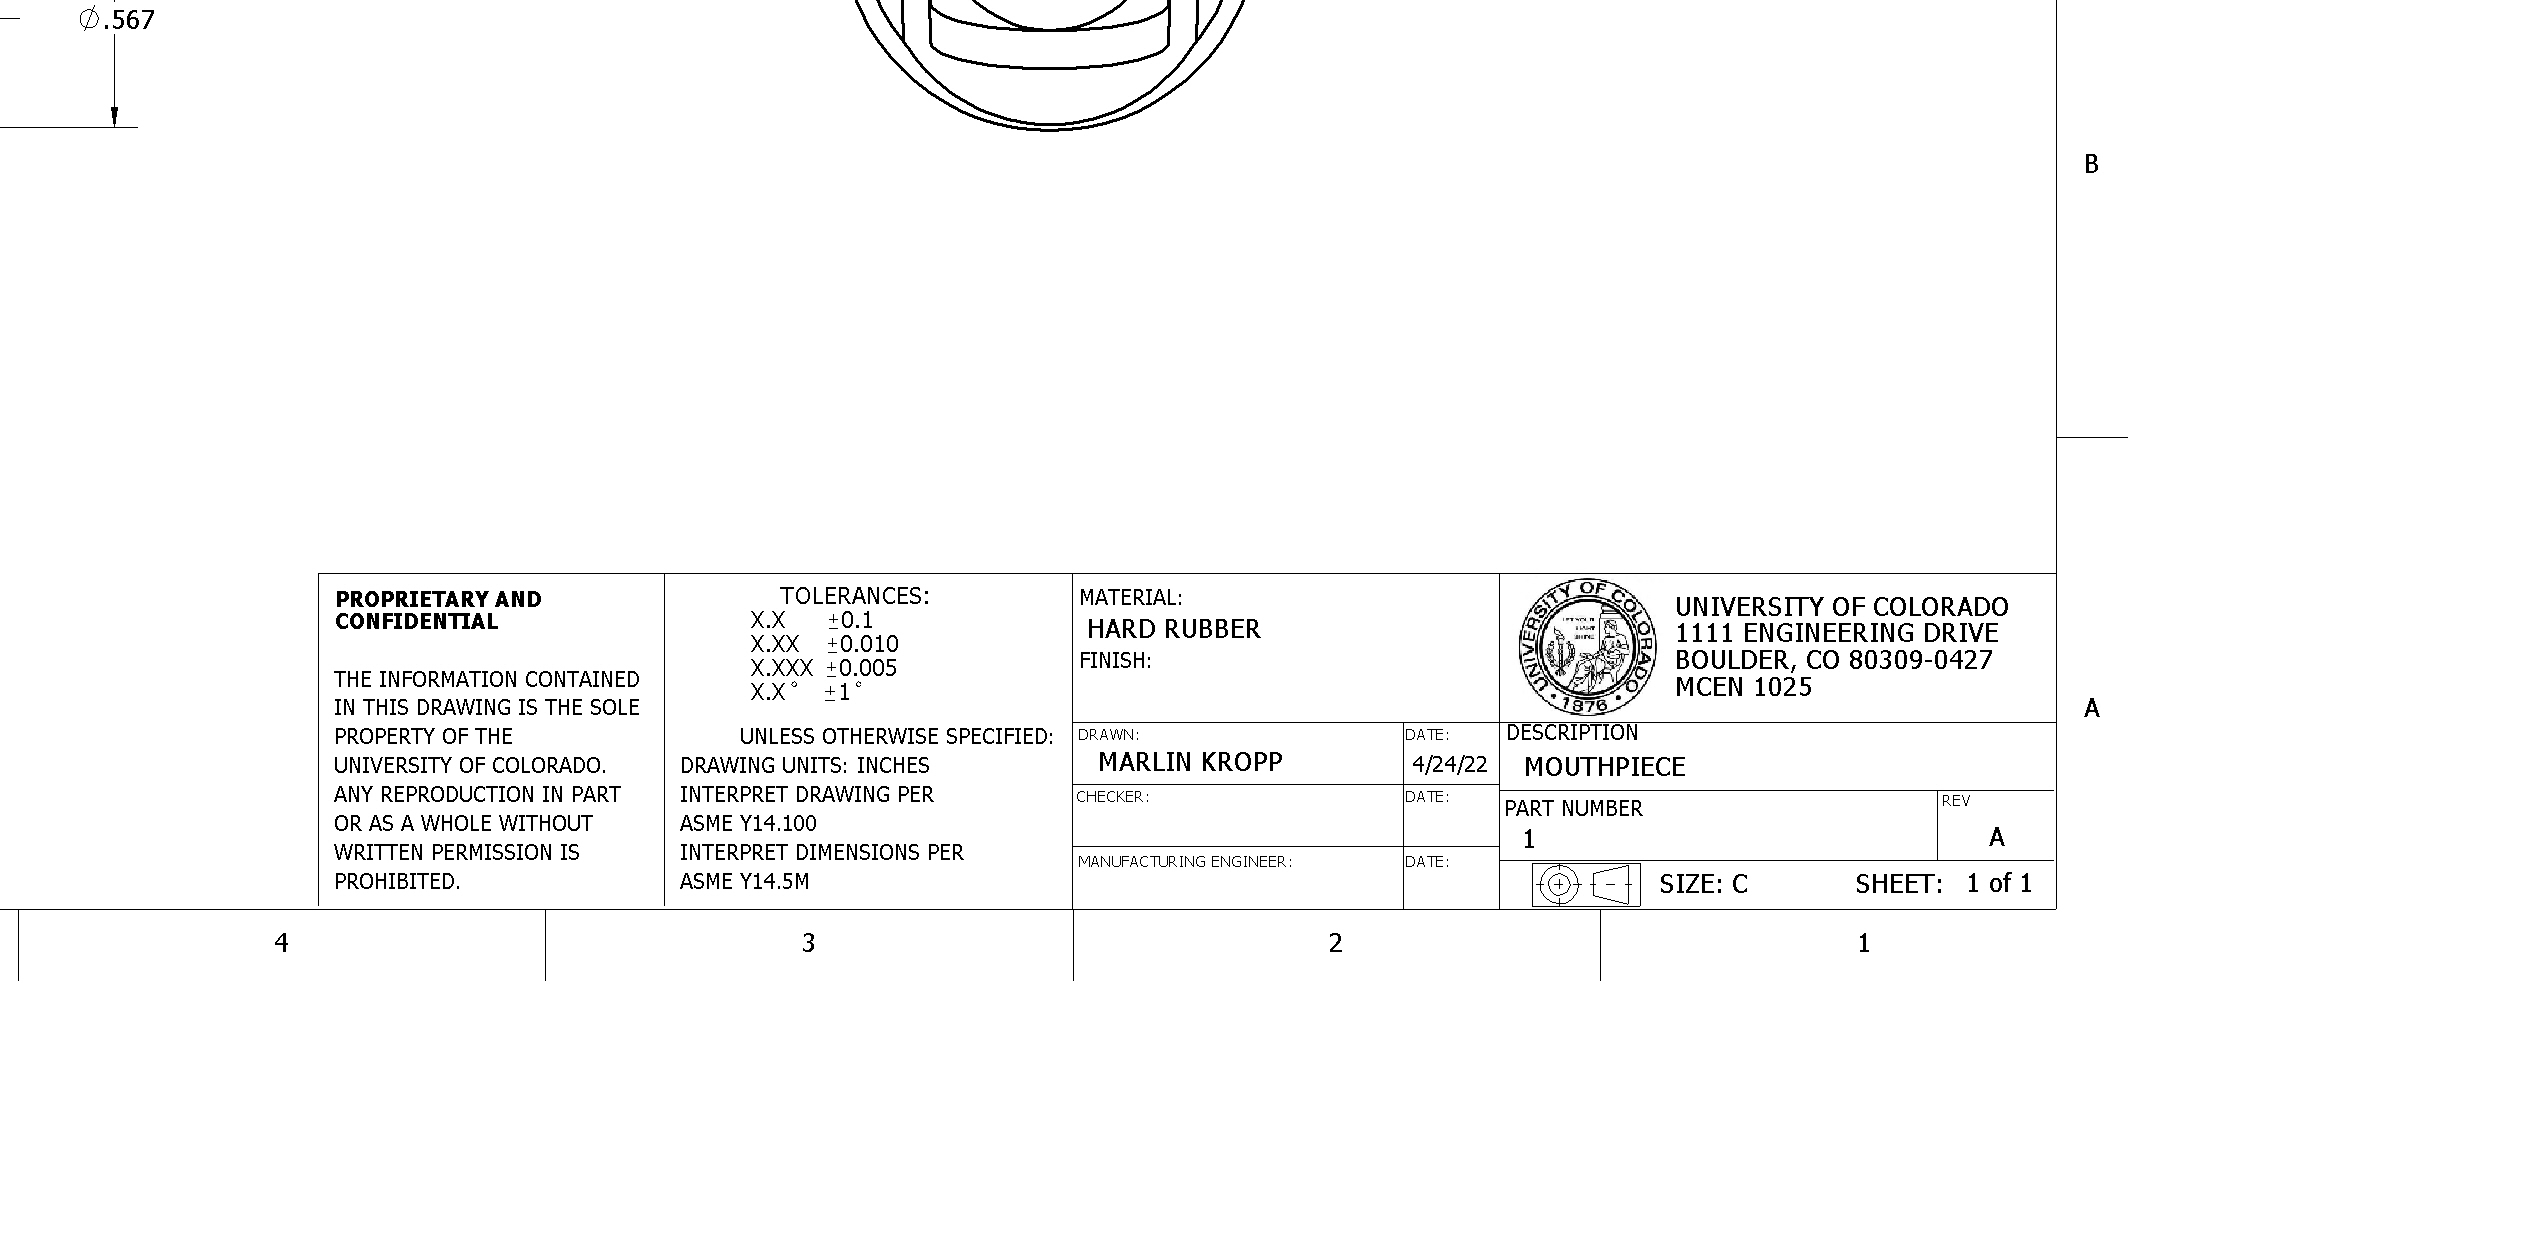 ∅.567
B
PROPRIETARY AND
CONFIDENTIAL
THE INFORMATION CONTAINED
IN THIS DRAWING IS THE SOLE
PROPERTY OF THE
UNIVERSITY OF COLORADO.
ANY REPRODUCTION IN PART
OR AS A WHOLE WITHOUT
WRITTEN PERMISSION IS
PROHIBITED.
TOLERANCES:
X.X ±0.1
X.XX ±0.010
X.XXX ±0.005
X.X° ±1°
UNLESS OTHERWISE SPECIFIED:
DRAWING UNITS: INCHES
INTERPRET DRAWING PER
ASME Y14.100
INTERPRET DIMENSIONS PER
ASME Y14.5M
MATERIAL:
HARD RUBBER
FINISH:
DRAWN:
MARLIN KROPP
DATE:
4/24/22
CHECKER:
DATE:
MANUFACTURING ENGINEER:
DATE:
UNIVERSITY OF COLORADO
1876
UNIVERSITY OF COLORADO
1111 ENGINEERING DRIVE
BOULDER, CO 80309-0427
MCEN 1025
DESCRIPTION
MOUTHPIECE
PART NUMBER
1
REV
A
SIZE: C
SHEET: 1 of 1
A
4
3
2
1